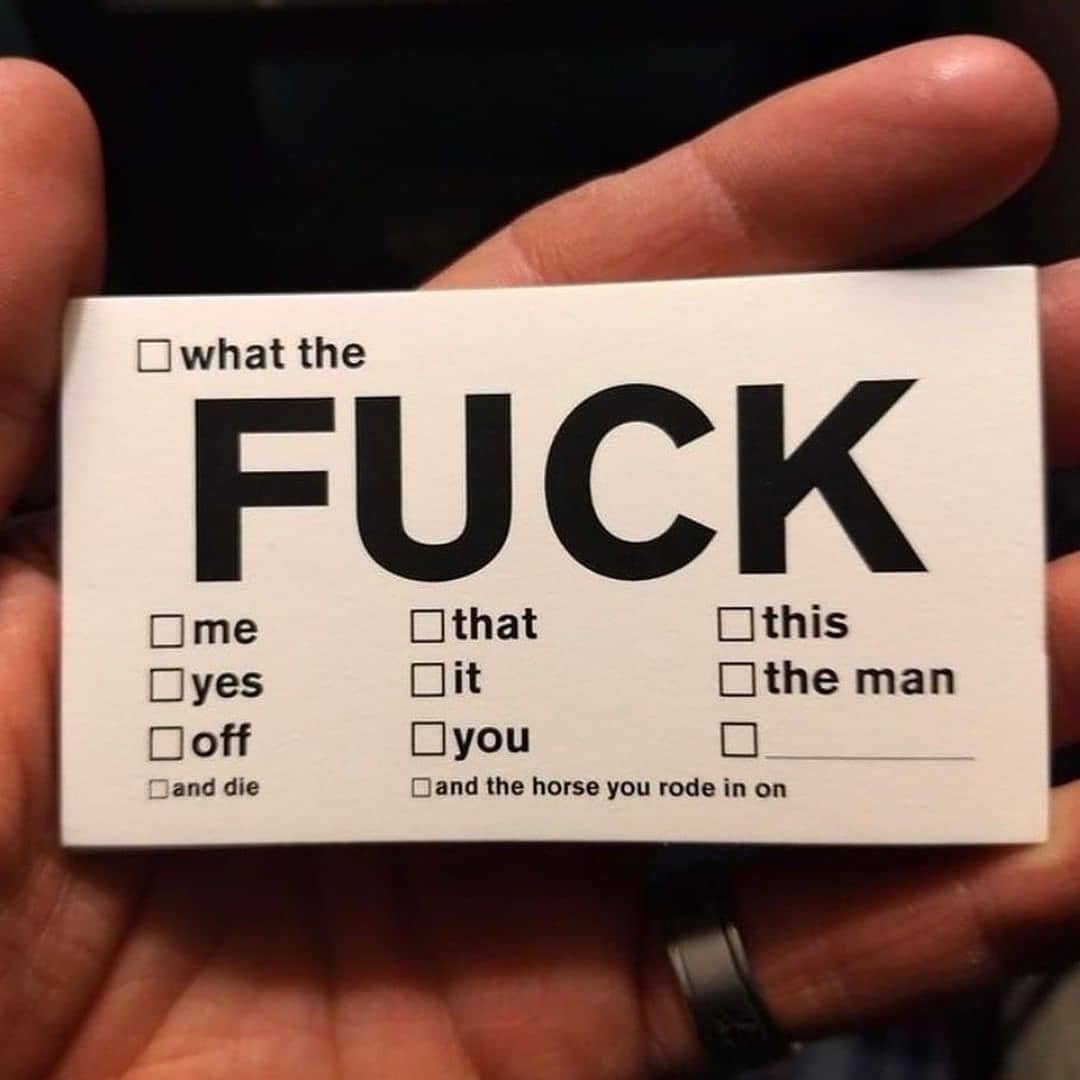 ☐ what the
FUCK
☐ me ☐ that ☐ this
☐ yes ☐ it ☐ the man
☐ off ☐ you ☐ ____________
☐ and die ☐ and the horse you rode in on